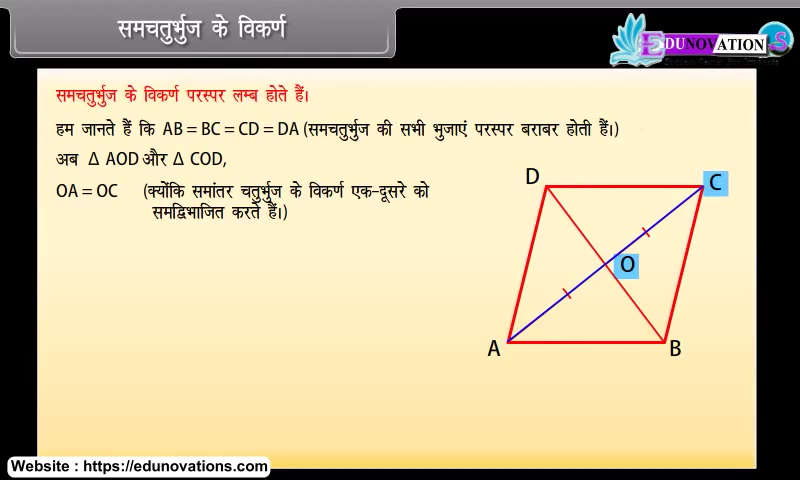 समचतुर्भुज के विकर्ण
EDUNOVATION.S
समचतुर्भुज के विकर्ण परस्पर लम्ब होते हैं।
हम जानते हैं कि AB = BC = CD = DA (समचतुर्भुज की सभी भुजाएं परस्पर बराबर होती हैं।)
अब Δ AOD और Δ COD,
OA = OC (क्योंकि समांतर चतुर्भुज के विकर्ण एक-दूसरे को
समद्विभाजित करते हैं।)
D
C
O
A
B
Website : https://edunovations.com